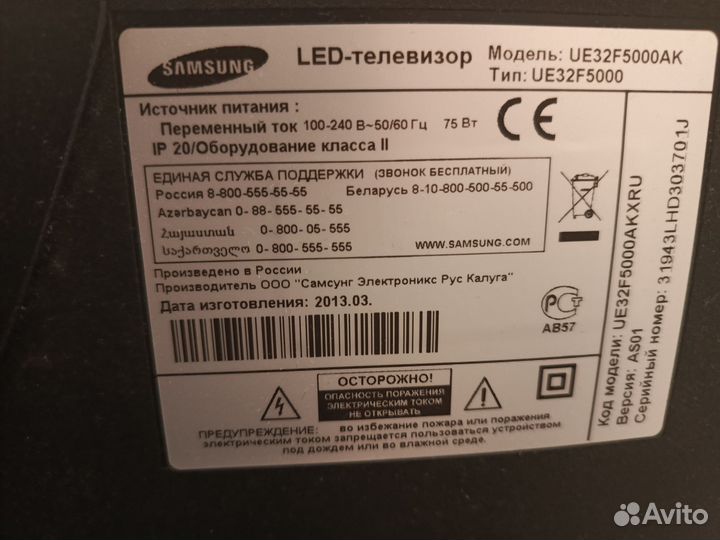 SAMSUNG
LED-телевизор
Модель: UE32F5000AK
Тип: UE32F5000
Источник питания :
Переменный ток 100-240 В~50/60 Гц 75 Вт
IP 20/Оборудование класса II
CE
ЕДИНАЯ СЛУЖБА ПОДДЕРЖКИ (ЗВОНОК БЕСПЛАТНЫЙ)
Россия 8-800-555-55-55 Беларусь 8-10-800-500-55-500
Azərbaycan 0- 88- 555- 55- 55
Հայաստան 0- 800- 05- 555
საქართველო 0- 800- 555- 555
WWW.SAMSUNG.COM
Произведено в России
Производитель ООО "Самсунг Электроникс Рус Калуга"
Дата изготовления: 2013.03.
АВ57
ОСТОРОЖНО!
ОПАСНОСТЬ ПОРАЖЕНИЯ
ЭЛЕКТРИЧЕСКИМ ТОКОМ
НЕ ОТКРЫВАТЬ
ПРЕДУПРЕЖДЕНИЕ: во избежание пожара или поражения
электрическим током запрещается пользоваться устройством
под дождем или во влажной среде.
Код модели: UE32F5000AKXRU
Версия: AS01
Серийный номер: 31943LHD303701J
Avito